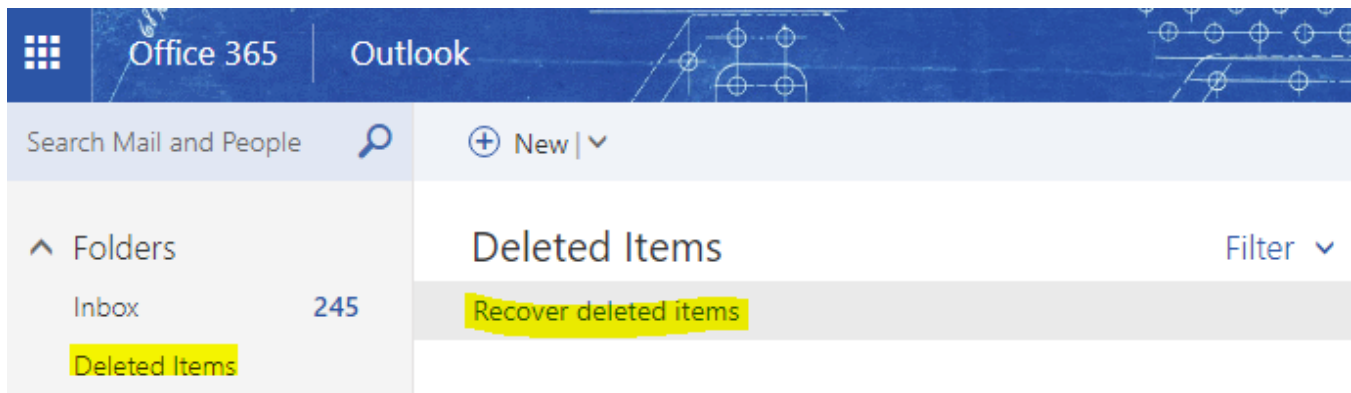 Office 365 Outlook
Search Mail and People
New
Folders
Deleted Items
Filter
Inbox 245
Recover deleted items
Deleted Items